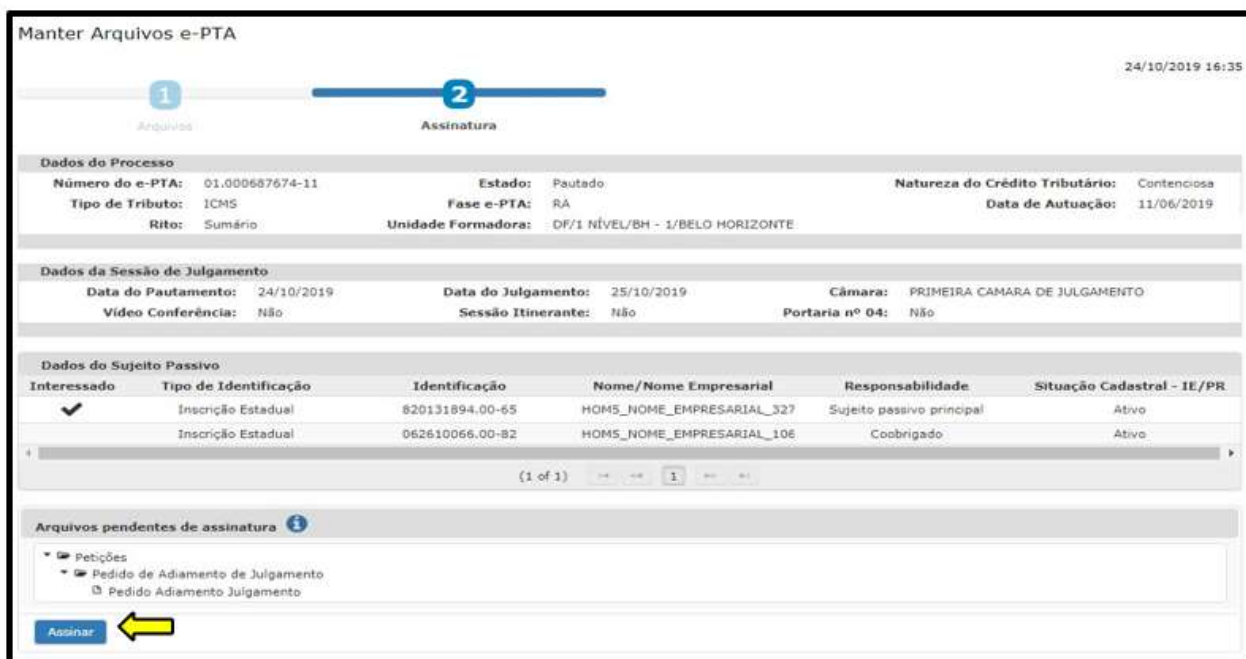 Manter Arquivos e-PTA
24/10/2019 16:35
1 2
Arquivos Assinatura
Dados do Processo
Número do e-PTA: 01.000687674-11 Estado: Pautado Natureza do Crédito Tributário: Contenciosa
Tipo de Tributo: ICMS Fase e-PTA: RA Data de Autuação: 11/06/2019
Rito: Sumário Unidade Formadora: DF/1 NÍVEL/BH - 1/BELO HORIZONTE
Dados da Sessão de Julgamento
Data do Pautamento: 24/10/2019 Data do Julgamento: 25/10/2019 Câmara: PRIMEIRA CAMARA DE JULGAMENTO
Vídeo Conferência: Não Sessão Itinerante: Não Portaria nº 04: Não
Dados do Sujeito Passivo
Interessado Tipo de Identificação Identificação Nome/Nome Empresarial Responsabilidade Situação Cadastral - IE/PR
Inscrição Estadual 820131894.00-65 HOM5_NOME_EMPRESARIAL_327 Sujeito passivo principal Ativo
Inscrição Estadual 062610066.00-82 HOM5_NOME_EMPRESARIAL_106 Coobrigado Ativo
(1 of 1) 1
Arquivos pendentes de assinatura
Petições
Pedido de Adiamento de Julgamento
Pedido Adiamento Julgamento
Assinar